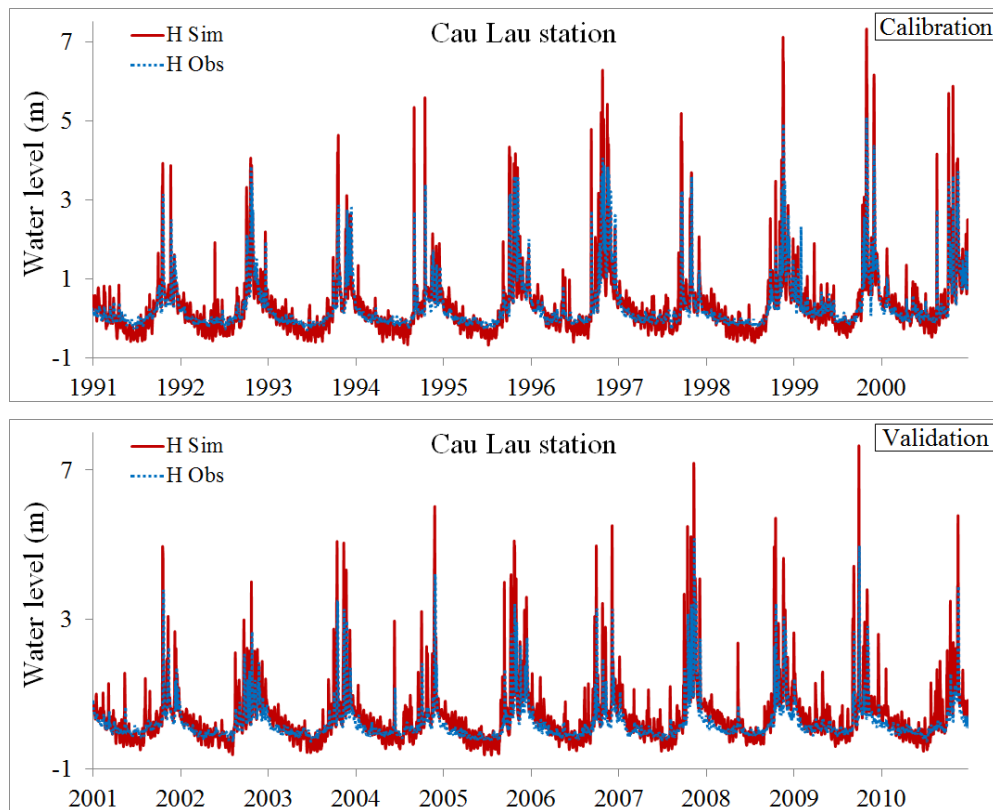 Cau Lau station
Calibration
H Sim
H Obs
Water level (m)
7
5
3
1
-1
1991 1992 1993 1994 1995 1996 1997 1998 1999 2000
Cau Lau station
Validation
H Sim
H Obs
Water level (m)
7
3
-1
2001 2002 2003 2004 2005 2006 2007 2008 2009 2010